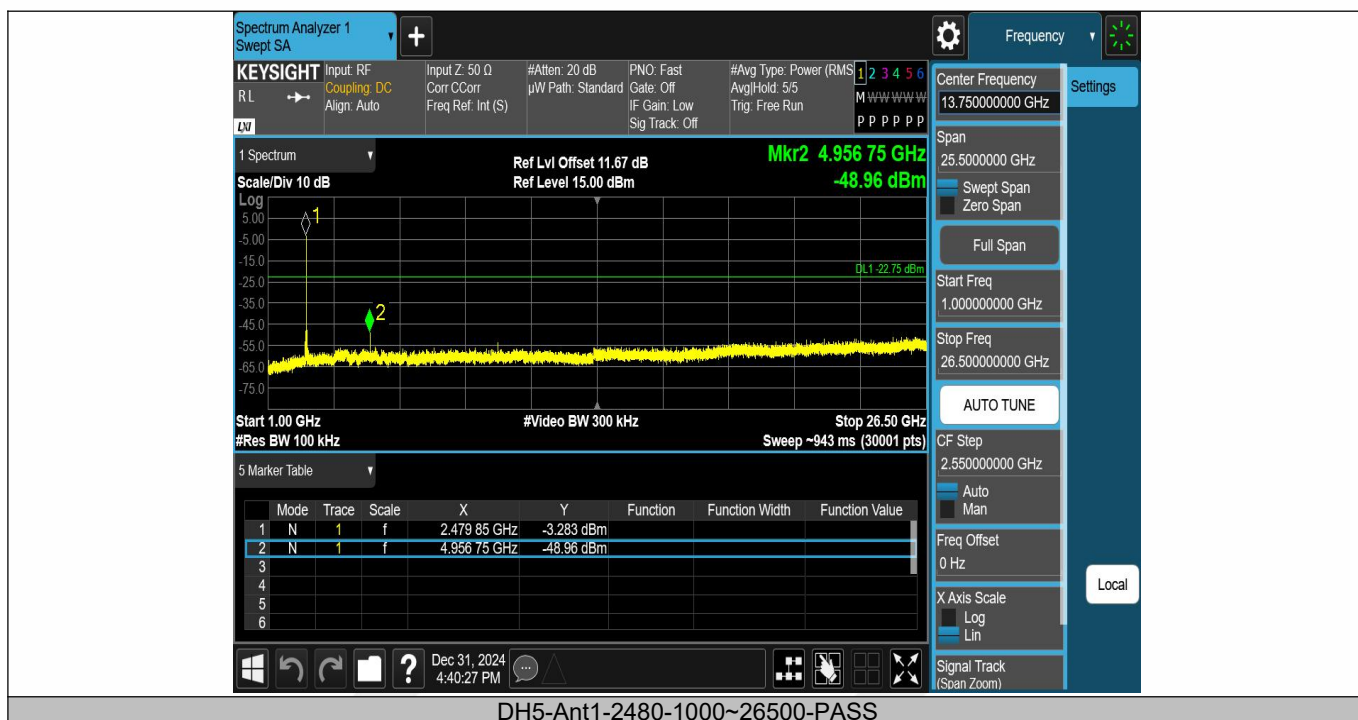 Spectrum Analyzer 1
Swept SA
+
Frequency
KEYSIGHT
RL
LXI
Input: RF
Coupling: DC
Align: Auto
Input Z: 50 Ω
Corr CCorr
Freq Ref: Int (S)
#Atten: 20 dB
µW Path: Standard
PNO: Fast
Gate: Off
IF Gain: Low
Sig Track: Off
#Avg Type: Power (RMS
Avg|Hold: 5/5
Trig: Free Run
1 2 3 4 5 6
M W W W W W
P P P P P P
1 Spectrum
Scale/Div 10 dB
Ref Lvl Offset 11.67 dB
Ref Level 15.00 dBm
Mkr2 4.956 75 GHz
-48.96 dBm
Log
5.00
-5.00
-15.0
-25.0
-35.0
-45.0
-55.0
-65.0
-75.0
1
2
DL1 -22.75 dBm
Start 1.00 GHz
#Video BW 300 kHz
Stop 26.50 GHz
#Res BW 100 kHz
Sweep ~943 ms (30001 pts)
5 Marker Table
Mode Trace Scale X Y Function Function Width Function Value
1 N 1 f 2.479 85 GHz -3.283 dBm
2 N 1 f 4.956 75 GHz -48.96 dBm
3
4
5
6
?
Dec 31, 2024
4:40:27 PM
Center Frequency
13.750000000 GHz
Settings
Span
25.5000000 GHz
Swept Span
Zero Span
Full Span
Start Freq
1.000000000 GHz
Stop Freq
26.500000000 GHz
AUTO TUNE
CF Step
2.550000000 GHz
Auto
Man
Freq Offset
0 Hz
Local
X Axis Scale
Log
Lin
Signal Track
(Span Zoom)
DH5-Ant1-2480-1000~26500-PASS